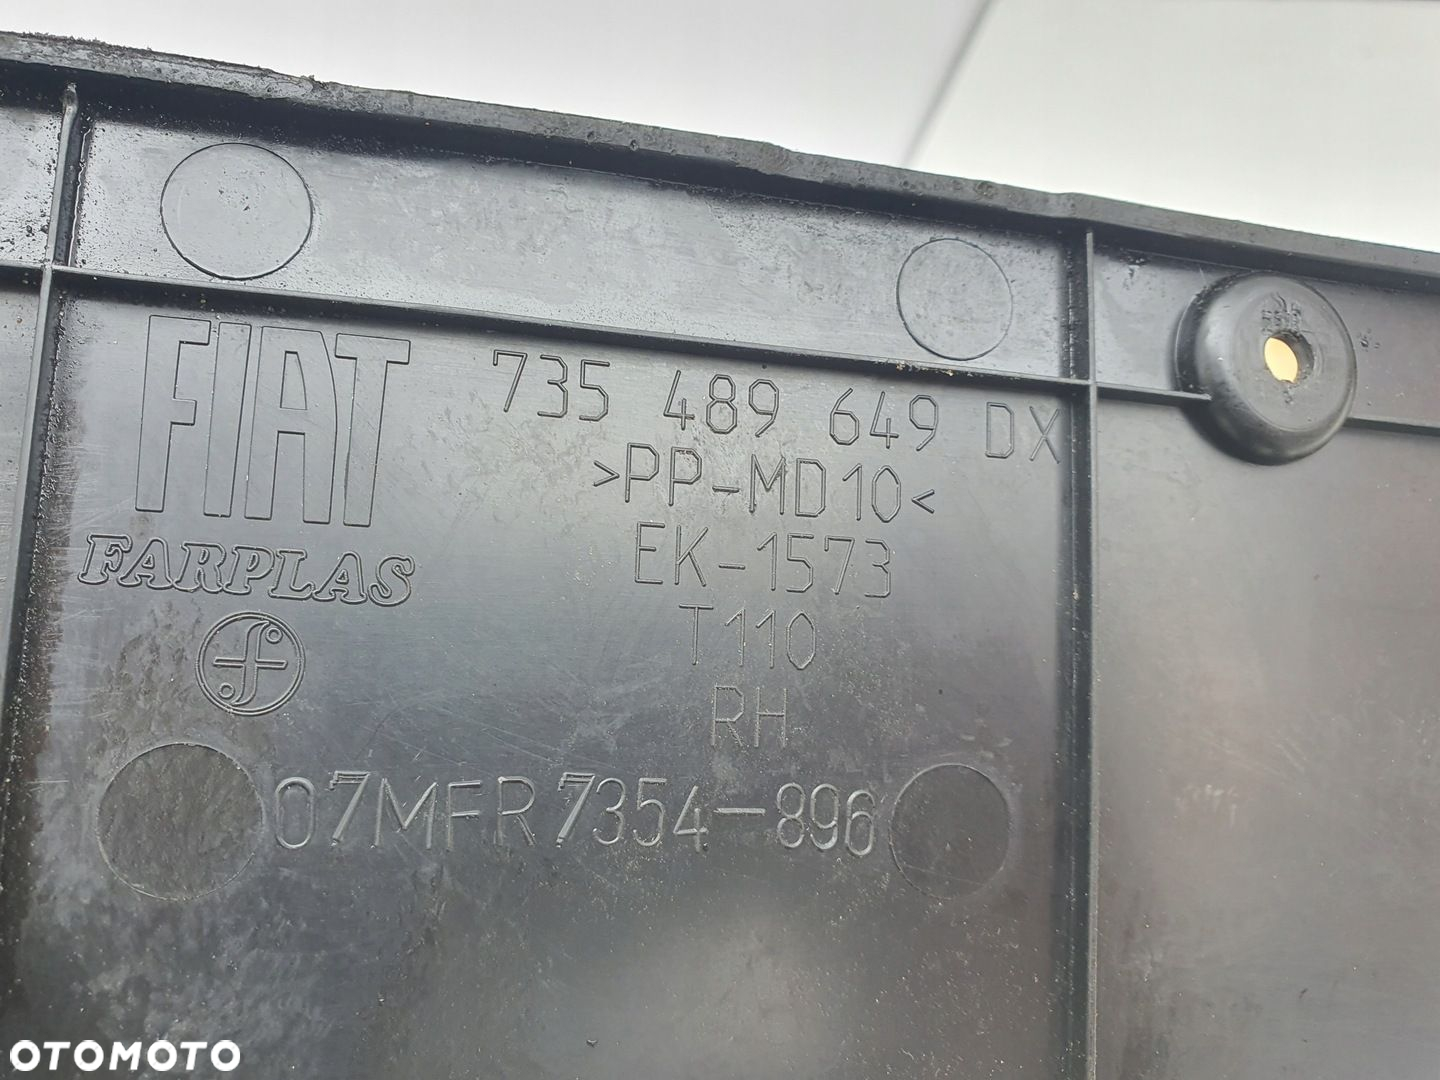 FIAT
735 489 649 DX
>PP-MD10<
EK-1573
FARPLAS
T110
RH
07MFR7354-896
OTOMOTO